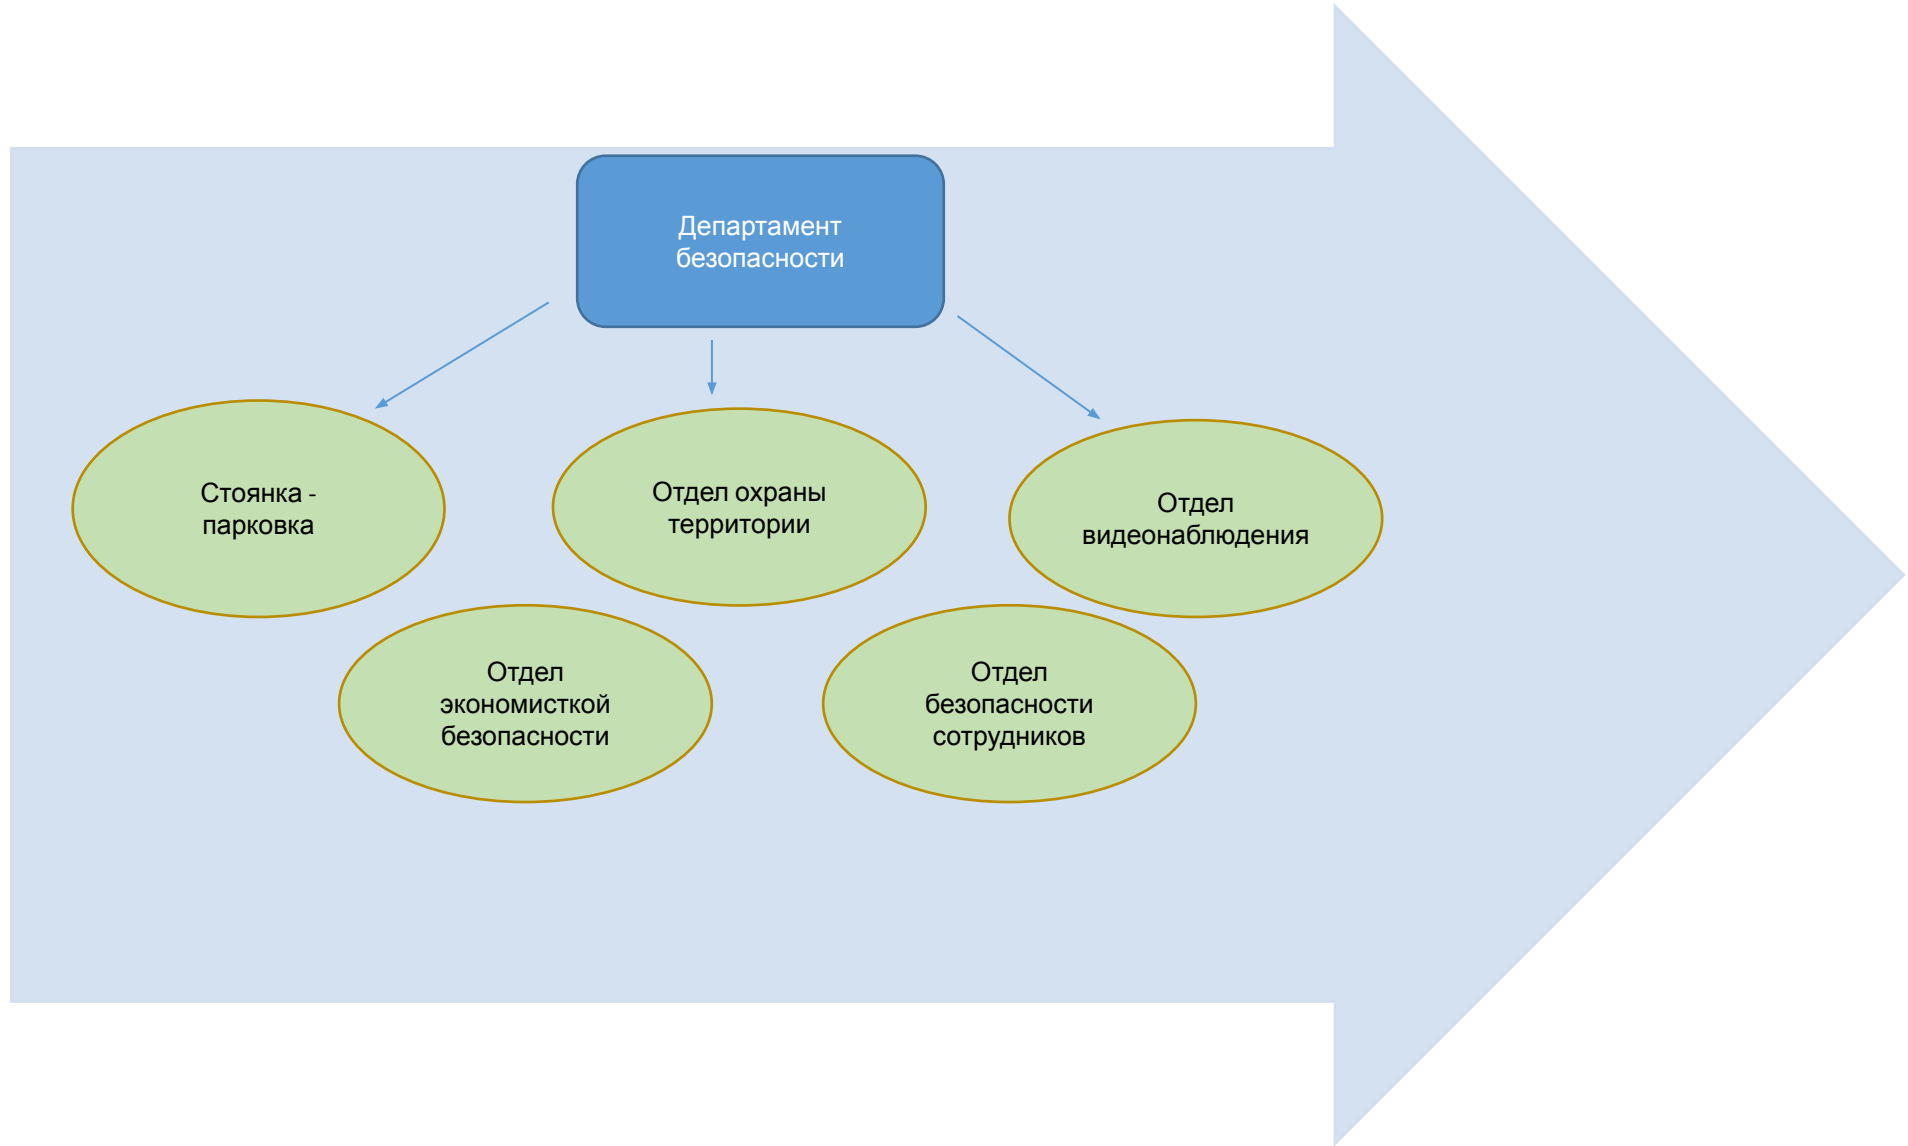 Департамент
безопасности
Стоянка -
парковка
Отдел охраны
территории
Отдел
видеонаблюдения
Отдел
экономисткой
безопасности
Отдел
безопасности
сотрудников